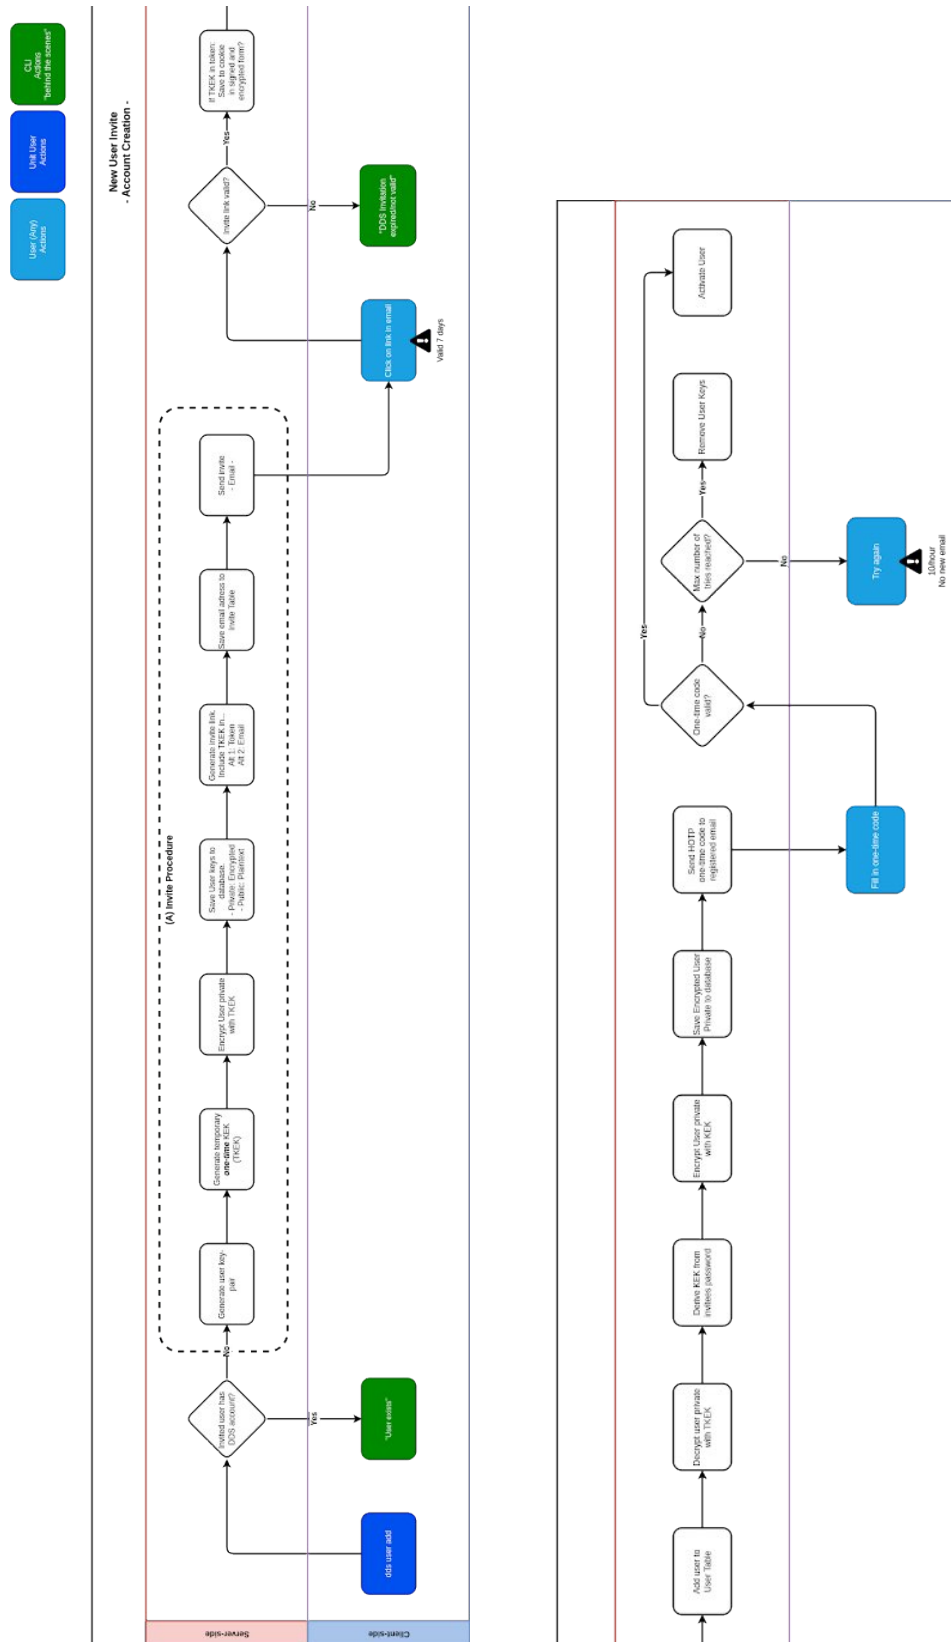 CLI
Actions
"behind the scenes"
Unit User
Actions
User (Any)
Actions
New User Invite
- Account Creation -
Server-side
Client-side
dds user add
Invited user has
DDS account?
Yes
"User exists"
No
(A) Invite Procedure
Generate user key-
pair
Generate temporary
one-time KEK
(TKEK)
Encrypt User private
with TKEK
Save User keys to
database.
- Private: Encrypted
- Public: Plaintext
Generate invite link.
Include TKEK in...
Alt 1: Token
Alt 2: Email
Save email adress to
Invite Table
Send invite
- Email -
Click on link in email
Valid 7 days
Invite link valid?
No
"DDS Invitation
expired/not valid"
Yes
If TKEK in token:
Save to cookie
in signed and
encrypted form?
Add user to
User Table
Decrypt user private
with TKEK
Derive KEK from
invitees password
Encrypt User private
with KEK
Save Encrypted User
Private to database
Send HOTP
one-time code to
registered email
Fill in one-time code
One-time code
valid?
Yes
No
Max number of
tries reached?
No
Try again
10/hour
No new email
Yes
Remove User Keys
Activate User